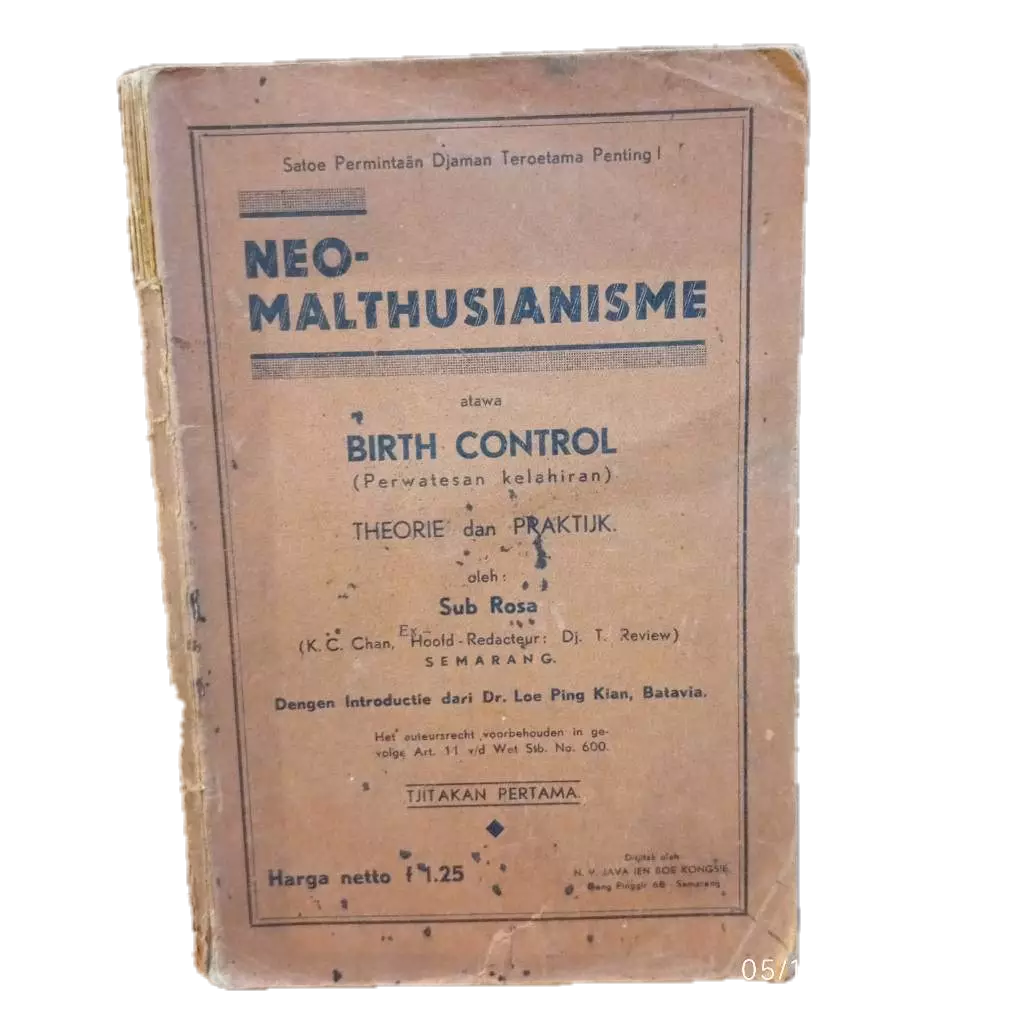 Satoe Permintaän Djaman Teroetama Penting!
NEO-
MALTHUSIANISME
atawa
BIRTH CONTROL
(Perwatesan kelahiran)
THEORIE dan PRAKTIJK.
oleh:
Sub Rosa
(K. C. Chan, Ex.- Hoofd-Redacteur: Dj. T. Review)
SEMARANG.
Dengen Introductie dari Dr. Loe Ping Kian, Batavia.
Het auteursrecht voorbehouden in ge-
volge Art. 11 v/d Wet Stb. No. 600.
TJITAKAN PERTAMA.
Harga netto f 1.25
Ditjitak oleh
N. V. JAVA IEN BOE KONGSIE
Gang Pinggir 68 - Semarang
05/1